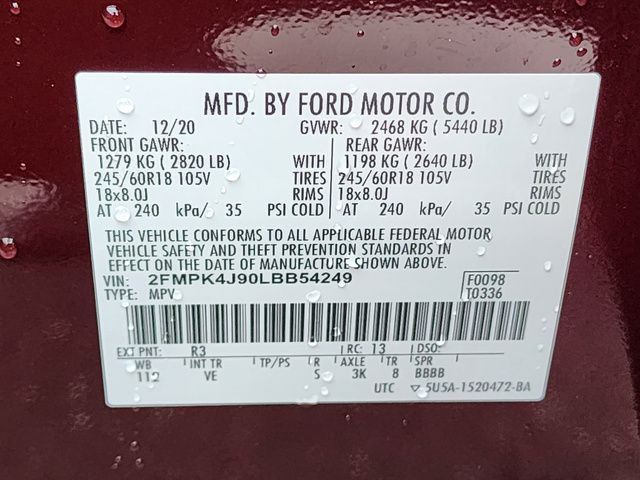 MFD. BY FORD MOTOR CO.
DATE: 12/20 GVWR: 2468 KG ( 5440 LB)
FRONT GAWR: REAR GAWR:
1279 KG ( 2820 LB) WITH 1198 KG ( 2640 LB) WITH
245/60R18 105V TIRES 245/60R18 105V TIRES
18x8.0J RIMS 18x8.0J RIMS
AT 240 kPa/ 35 PSI COLD AT 240 kPa/ 35 PSI COLD
THIS VEHICLE CONFORMS TO ALL APPLICABLE FEDERAL MOTOR
VEHICLE SAFETY AND THEFT PREVENTION STANDARDS IN
EFFECT ON THE DATE OF MANUFACTURE SHOWN ABOVE.
VIN: 2FMPK4J90LBB54249 F0098
TYPE: MPV T0336
EXT PNT: R3 RC: 13 DSO:
WB INT TR TP/PS R AXLE TR SPR
112 VE S 3K 8 BBBB
UTC ▽5U5A-1520472-BA